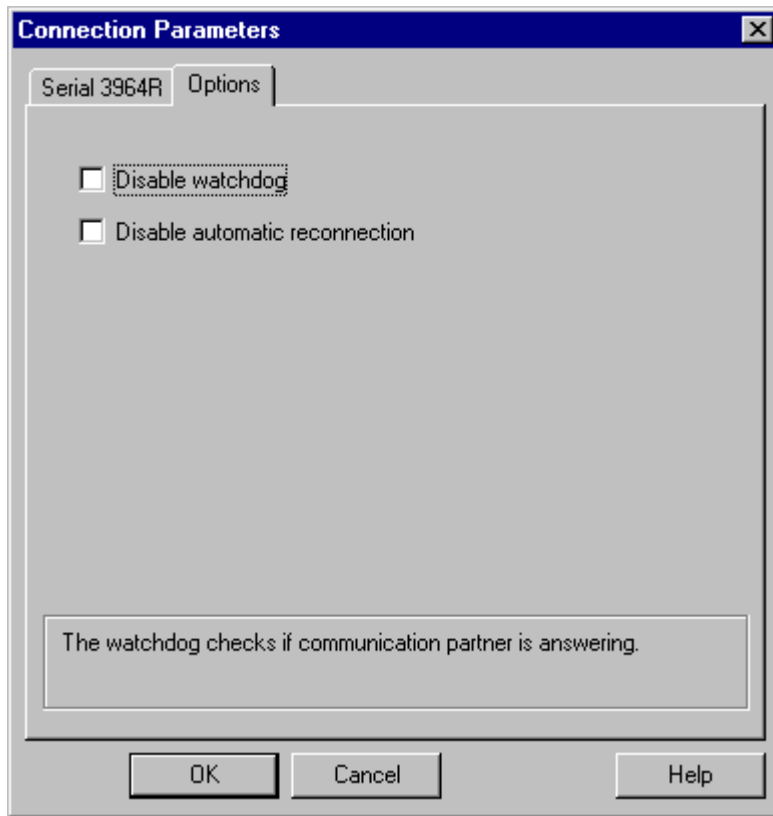 Connection Parameters
Serial 3964R Options
Disable watchdog
Disable automatic reconnection
The watchdog checks if communication partner is answering.
OK Cancel Help